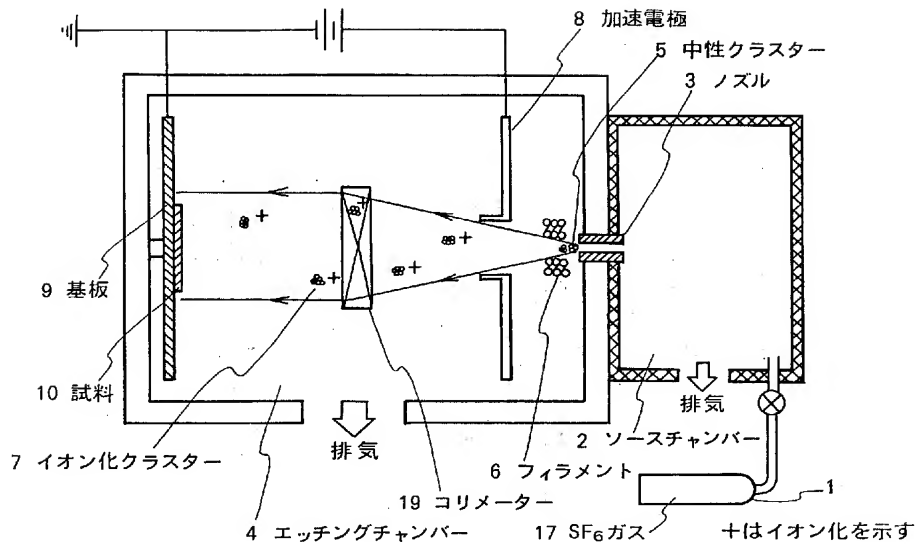 8 加速電極
5 中性クラスター
3 ノズル
9 基板
10 試料
7 イオン化クラスター
排気
19 コリメーター
4 エッチングチャンバー
6 フィラメント
排気
2 ソースチャンバー
1
17 SF₆ガス
+はイオン化を示す
+
+
+
+
+